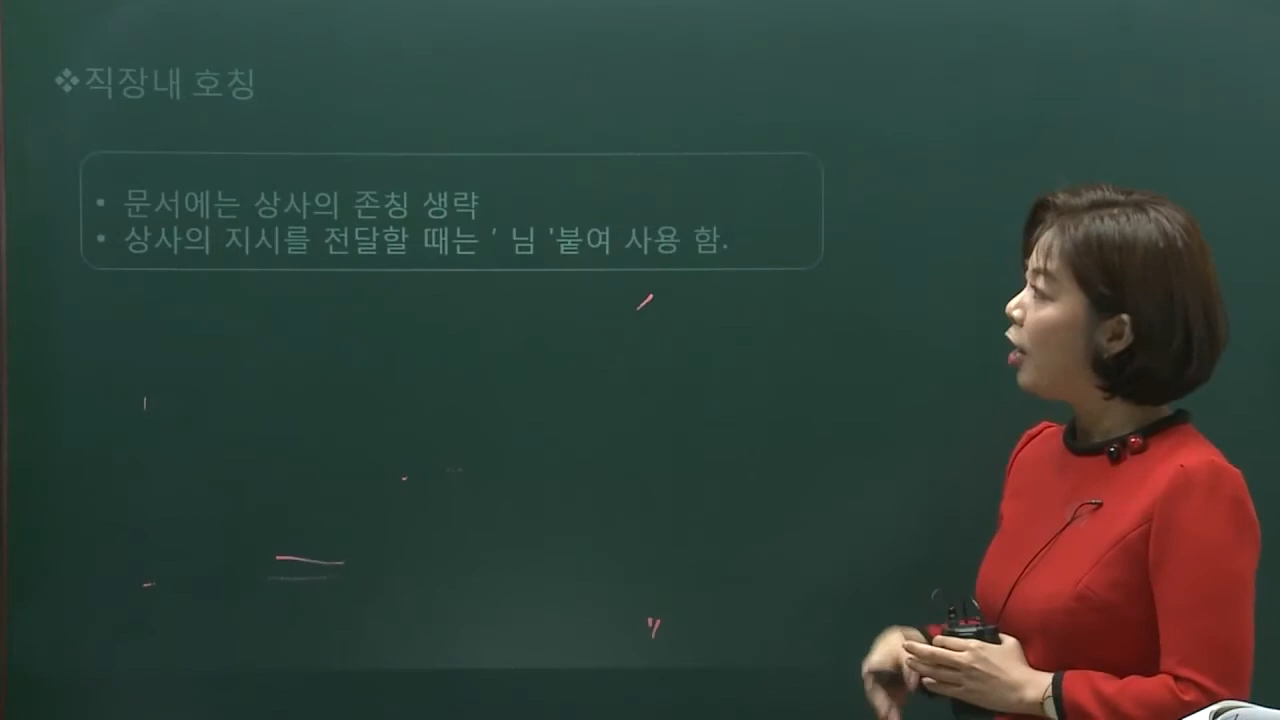 ❖직장내 호칭
• 문서에는 상사의 존칭 생략
• 상사의 지시를 전달할 때는 ' 님 '붙여 사용 함.